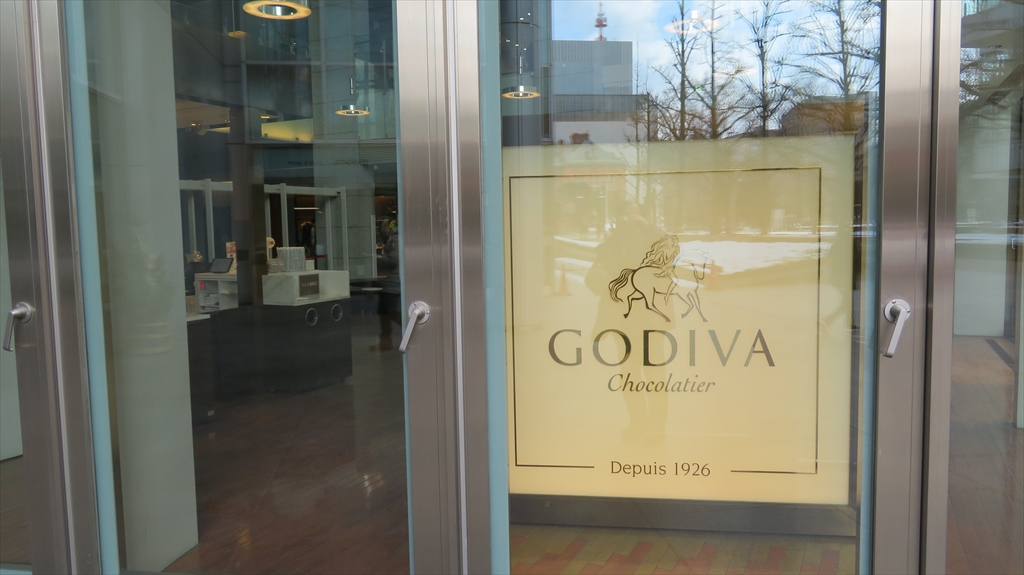 GODIVA
Chocolatier
Depuis 1926